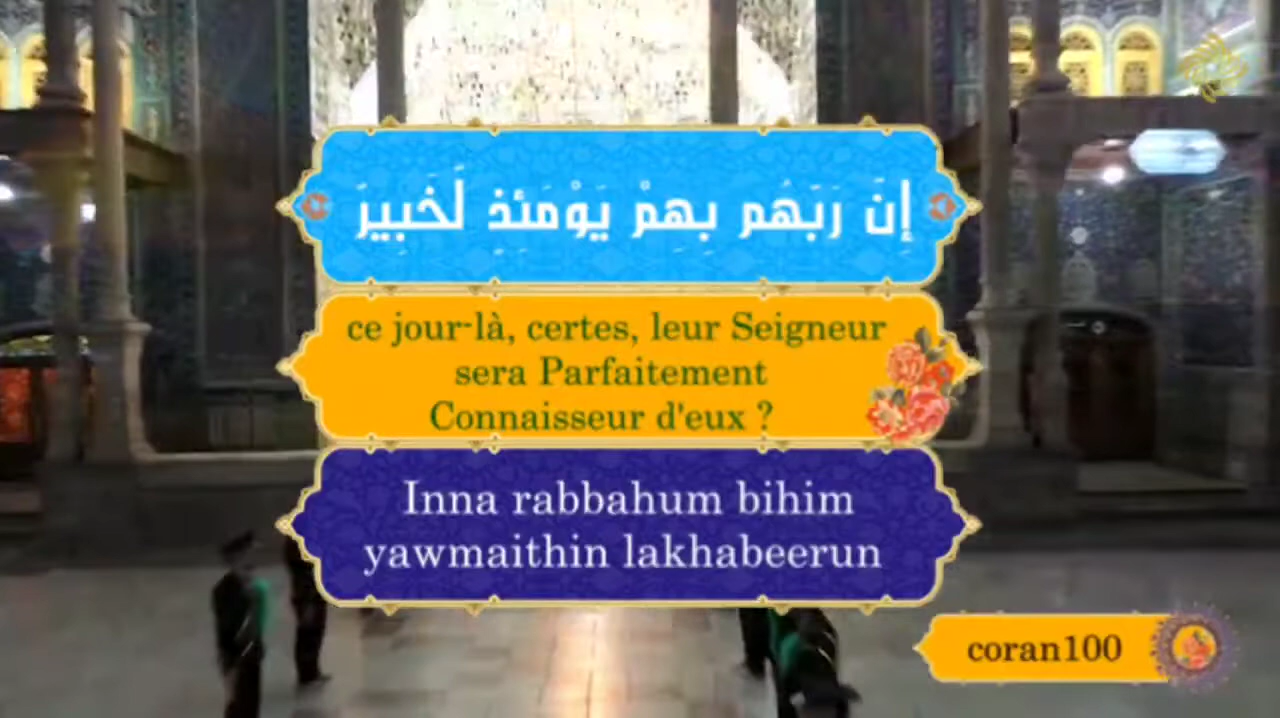 إِنَّ رَبَّهُم بِهِمْ يَوْمَئِذٍ لَّخَبِيرٌ
ce jour-là, certes, leur Seigneur
sera Parfaitement
Connaisseur d'eux ?
Inna rabbahum bihim
yawmaithin lakhabeerun
coran100